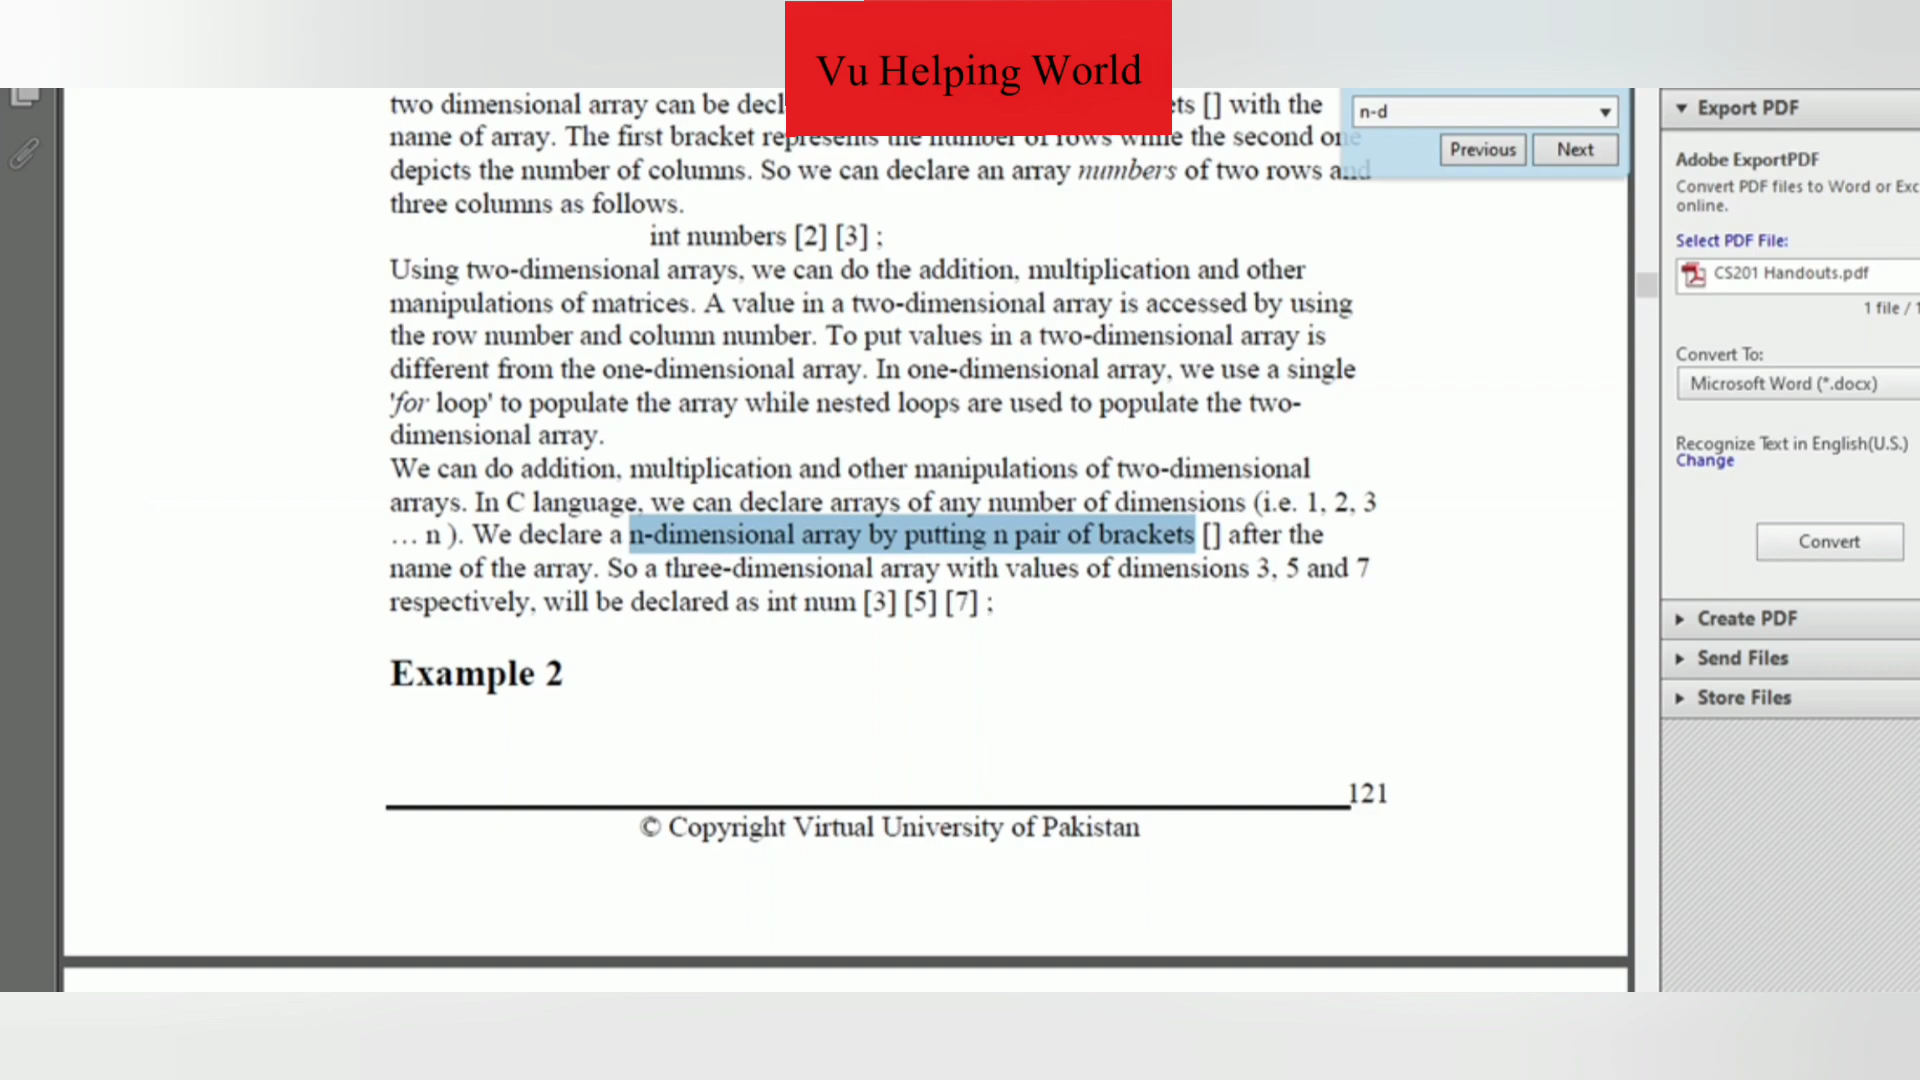 Vu Helping World
two dimensional array can be decl ts [] with the
name of array. The first bracket represents the number of rows while the second one
depicts the number of columns. So we can declare an array numbers of two rows and
three columns as follows.
int numbers [2] [3] ;
Using two-dimensional arrays, we can do the addition, multiplication and other
manipulations of matrices. A value in a two-dimensional array is accessed by using
the row number and column number. To put values in a two-dimensional array is
different from the one-dimensional array. In one-dimensional array, we use a single
'for loop' to populate the array while nested loops are used to populate the two-
dimensional array.
We can do addition, multiplication and other manipulations of two-dimensional
arrays. In C language, we can declare arrays of any number of dimensions (i.e. 1, 2, 3
… n ). We declare a n-dimensional array by putting n pair of brackets [] after the
name of the array. So a three-dimensional array with values of dimensions 3, 5 and 7
respectively, will be declared as int num [3] [5] [7] ;
Example 2
121
© Copyright Virtual University of Pakistan
n-d
Previous Next
Export PDF
Adobe ExportPDF
Convert PDF files to Word or Exc
online.
Select PDF File:
CS201 Handouts.pdf
1 file / 1
Convert To:
Microsoft Word (*.docx)
Recognize Text in English(U.S.)
Change
Convert
Create PDF
Send Files
Store Files